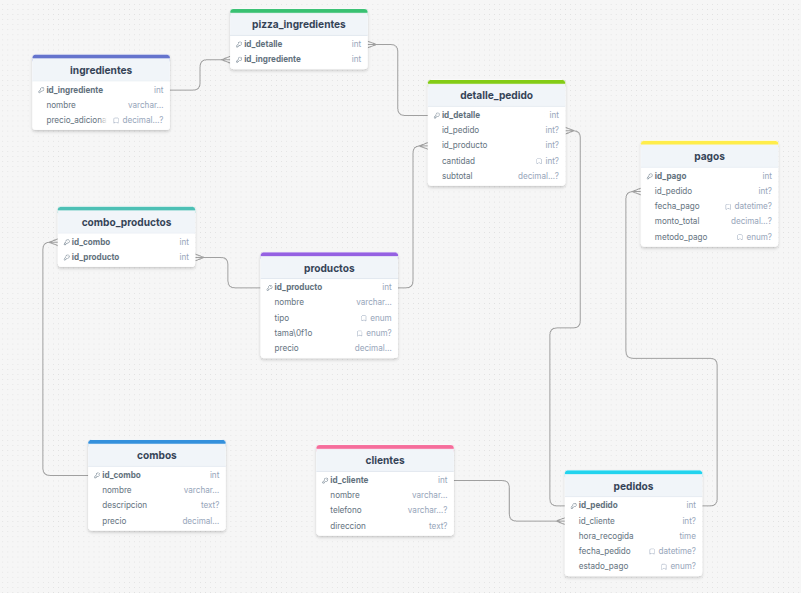 pizza_ingredientes
id_detalle int
id_ingrediente int
ingredientes
id_ingrediente int
nombre varchar...
precio_adicion decimal...?
detalle_pedido
id_detalle int
id_pedido int?
id_producto int?
cantidad int?
subtotal decimal...?
pagos
id_pago int
id_pedido int?
fecha_pago datetime?
monto_total decimal...?
metodo_pago enum?
combo_productos
id_combo int
id_producto int
productos
id_producto int
nombre varchar...
tipo enum
tama\0f1o enum?
precio decimal...
combos
id_combo int
nombre varchar...
descripcion text?
precio decimal...
clientes
id_cliente int
nombre varchar...
telefono varchar...?
direccion text?
pedidos
id_pedido int
id_cliente int?
hora_recogida time
fecha_pedido datetime?
estado_pago enum?